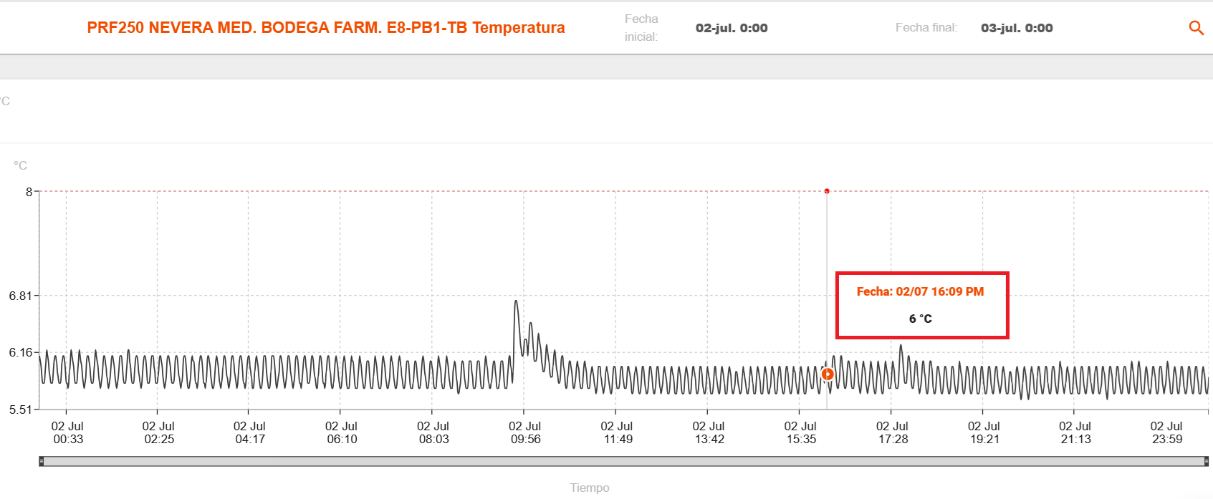 PRF250 NEVERA MED. BODEGA FARM. E8-PB1-TB Temperatura
Fecha inicial:
02-jul. 0:00
Fecha final:
03-jul. 0:00
°C
°C
8
6.81
6.16
5.51
Fecha: 02/07 16:09 PM
6 °C
02 Jul 02 Jul 02 Jul 02 Jul 02 Jul 02 Jul 02 Jul 02 Jul 02 Jul 02 Jul 02 Jul 02 Jul 02 Jul
00:33 02:25 04:17 06:10 08:03 09:56 11:49 13:42 15:35 17:28 19:21 21:13 23:59
Tiempo